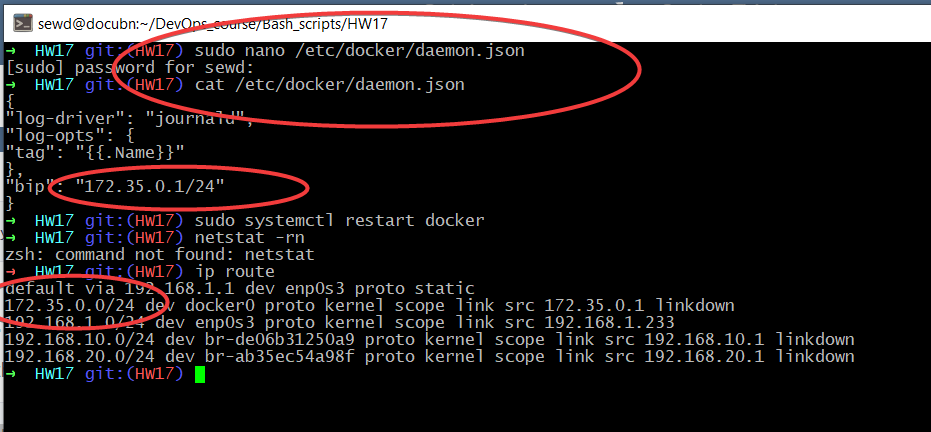 sewd@docubn:~/DevOps_course/Bash_scripts/HW17
→ HW17 git:(HW17) sudo nano /etc/docker/daemon.json
[sudo] password for sewd:
→ HW17 git:(HW17) cat /etc/docker/daemon.json
{
"log-driver": "journald",
"log-opts": {
"tag": "{{.Name}}"
},
"bip": "172.35.0.1/24"
}
→ HW17 git:(HW17) sudo systemctl restart docker
→ HW17 git:(HW17) netstat -rn
zsh: command not found: netstat
→ HW17 git:(HW17) ip route
default via 192.168.1.1 dev enp0s3 proto static
172.35.0.0/24 dev docker0 proto kernel scope link src 172.35.0.1 linkdown
192.168.1.0/24 dev enp0s3 proto kernel scope link src 192.168.1.233
192.168.10.0/24 dev br-de06b31250a9 proto kernel scope link src 192.168.10.1 linkdown
192.168.20.0/24 dev br-ab35ec54a98f proto kernel scope link src 192.168.20.1 linkdown
→ HW17 git:(HW17)